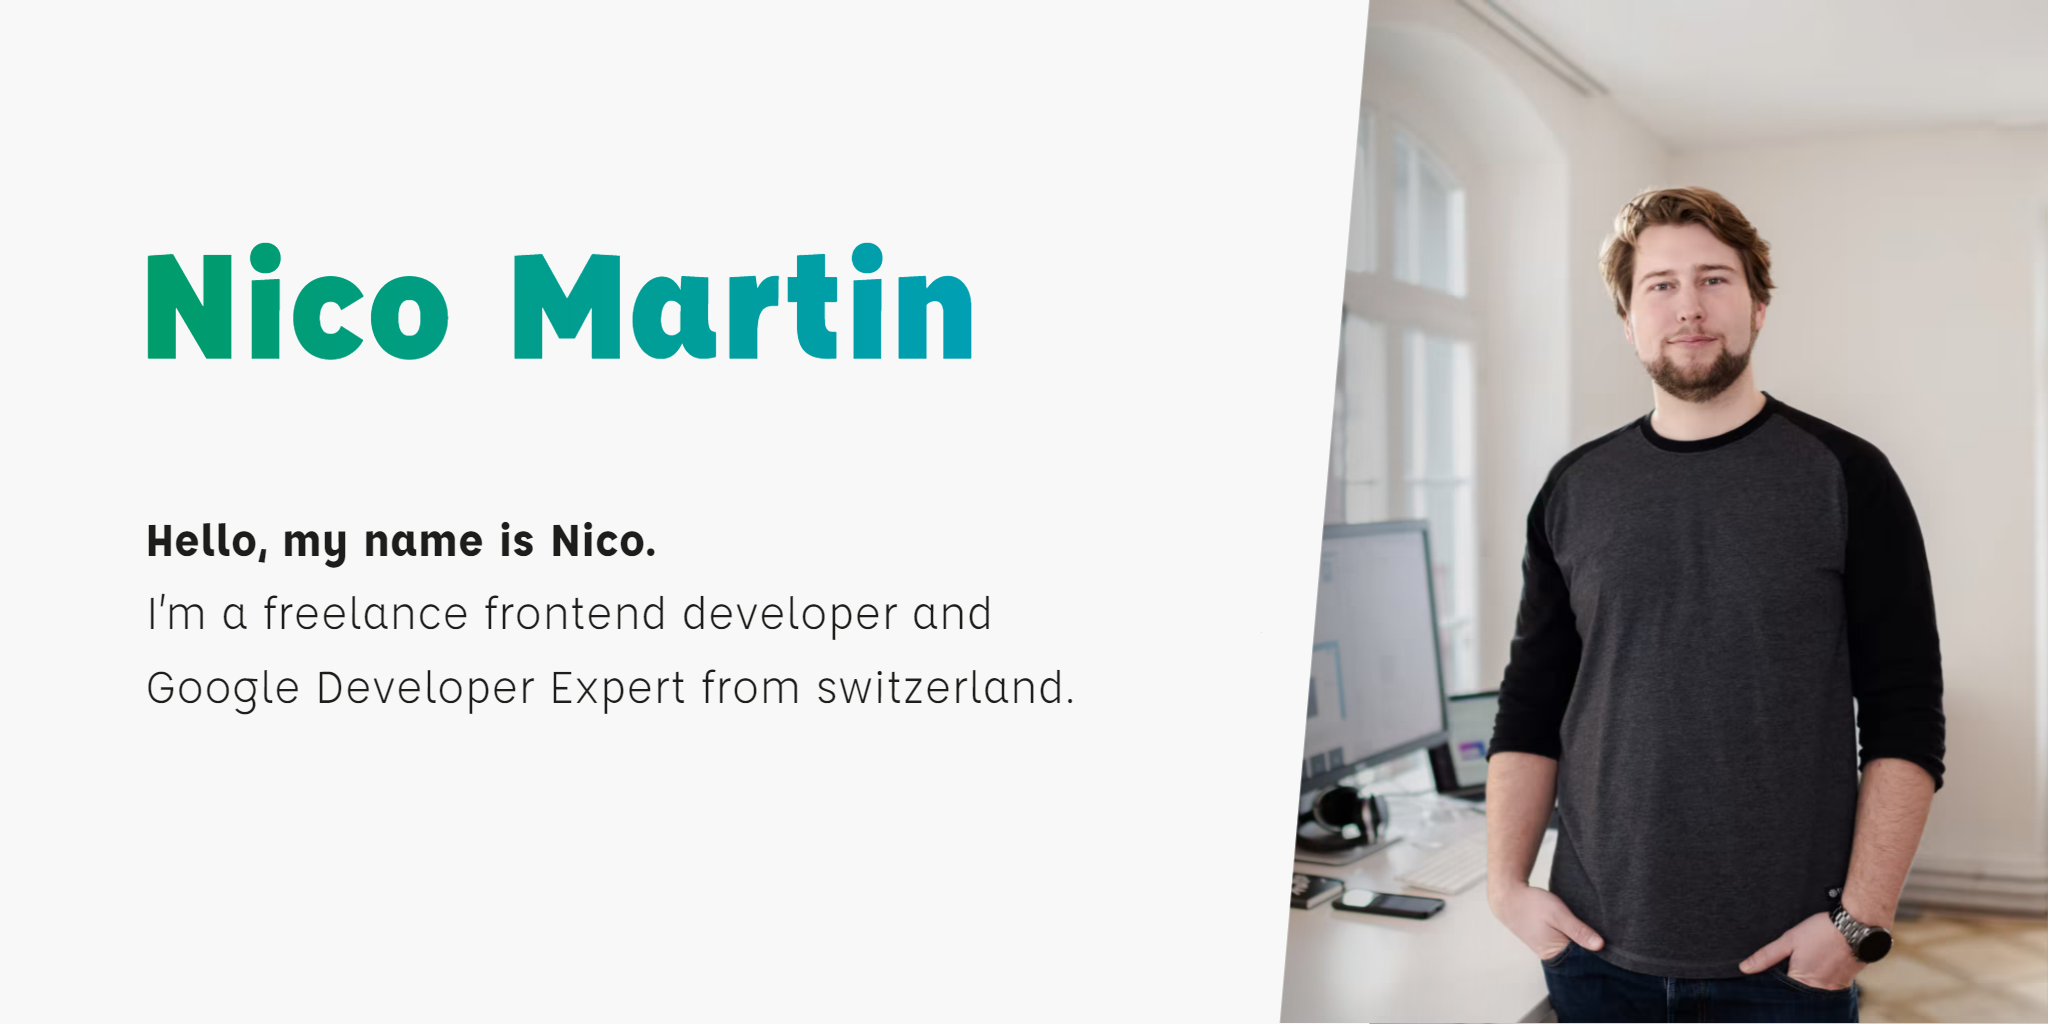 Nico Martin
Hello, my name is Nico.
I'm a freelance frontend developer and
Google Developer Expert from switzerland.